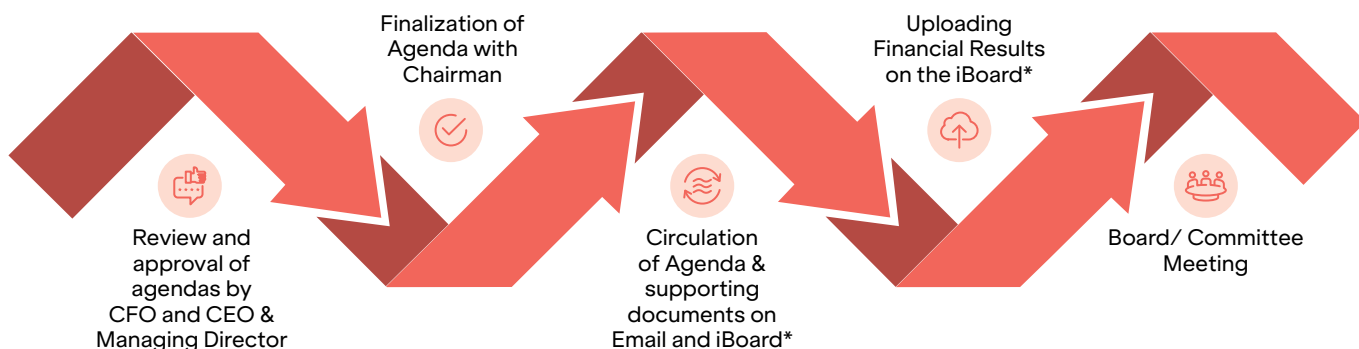 Review and
approval of
agendas by
CFO and CEO &
Managing Director
Finalization of
Agenda with
Chairman
Circulation
of Agenda &
supporting
documents on
Email and iBoard*
Uploading
Financial Results
on the iBoard*
Board/ Committee
Meeting